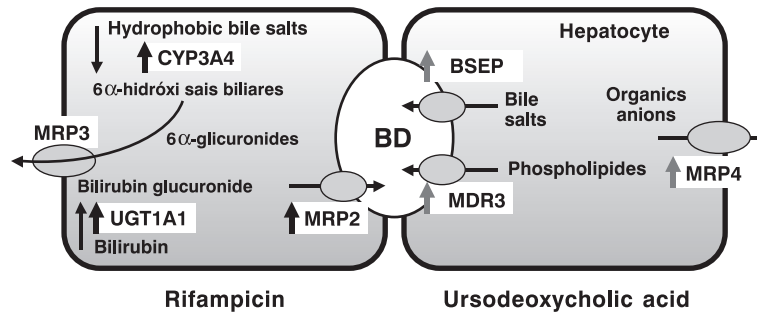 Hydrophobic bile salts
CYP3A4
6α-hidróxi sais biliares
MRP3
6α-glicuronides
Bilirubin glucuronide
UGT1A1
Bilirubin
MRP2
BD
Hepatocyte
BSEP
Bile
salts
Organics
anions
Phospholipides
MDR3
MRP4
Rifampicin
Ursodeoxycholic acid